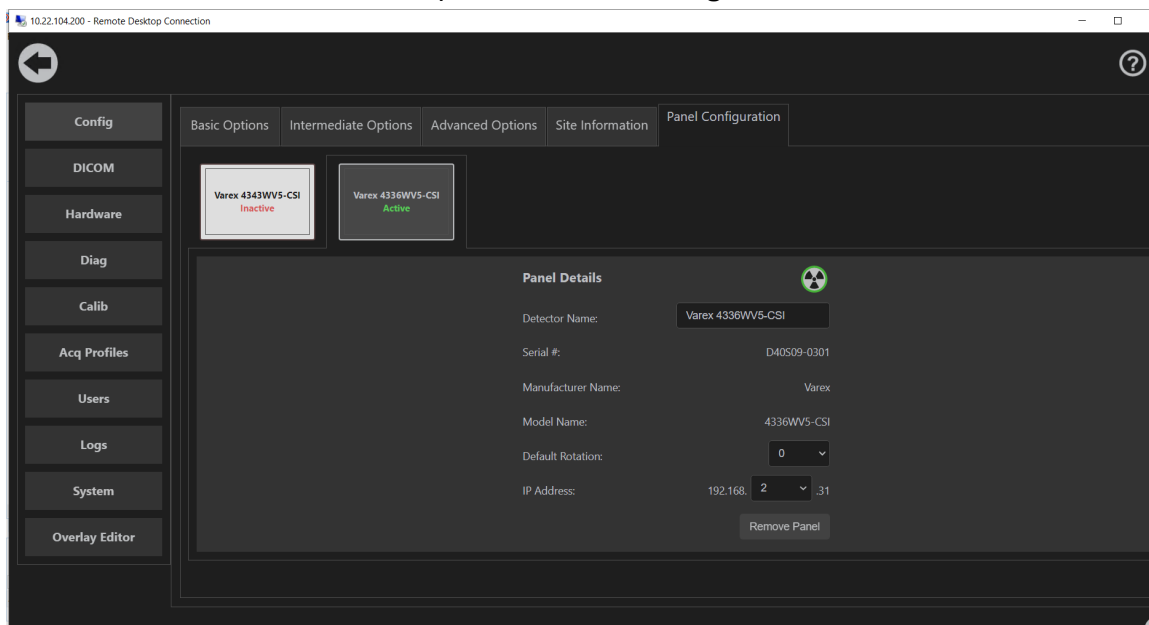 10.22.104.200 - Remote Desktop Connection
Config
DICOM
Hardware
Diag
Calib
Acq Profiles
Users
Logs
System
Overlay Editor
Basic Options Intermediate Options Advanced Options Site Information Panel Configuration
Varex 4343WV5-CSI
Inactive
Varex 4336WV5-CSI
Active
Panel Details
Detector Name: Varex 4336WV5-CSI
Serial #: D40S09-0301
Manufacturer Name: Varex
Model Name: 4336WV5-CSI
Default Rotation: 0
IP Address: 192.168. 2 .31
Remove Panel